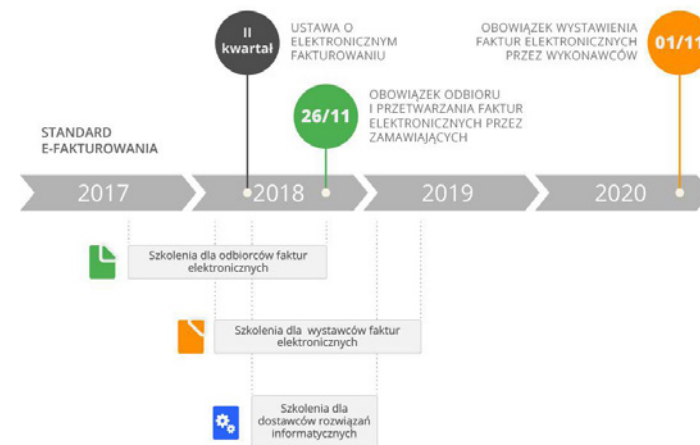 II
kwartał
USTAWA O
ELEKTRONICZNYM
FAKTUROWANIU
OBOWIĄZEK WYSTAWIENIA
FAKTUR ELEKTRONICZNYCH
PRZEZ WYKONAWCÓW
01/11
26/11
OBOWIĄZEK ODBIORU
I PRZETWARZANIA FAKTUR
ELEKTRONICZNYCH PRZEZ
ZAMAWIAJĄCYCH
STANDARD
E-FAKTUROWANIA
2017
2018
2019
2020
Szkolenia dla odbiorców faktur
elektronicznych
Szkolenia dla wystawców faktur
elektronicznych
Szkolenia dla
dostawców rozwiązań
informatycznych